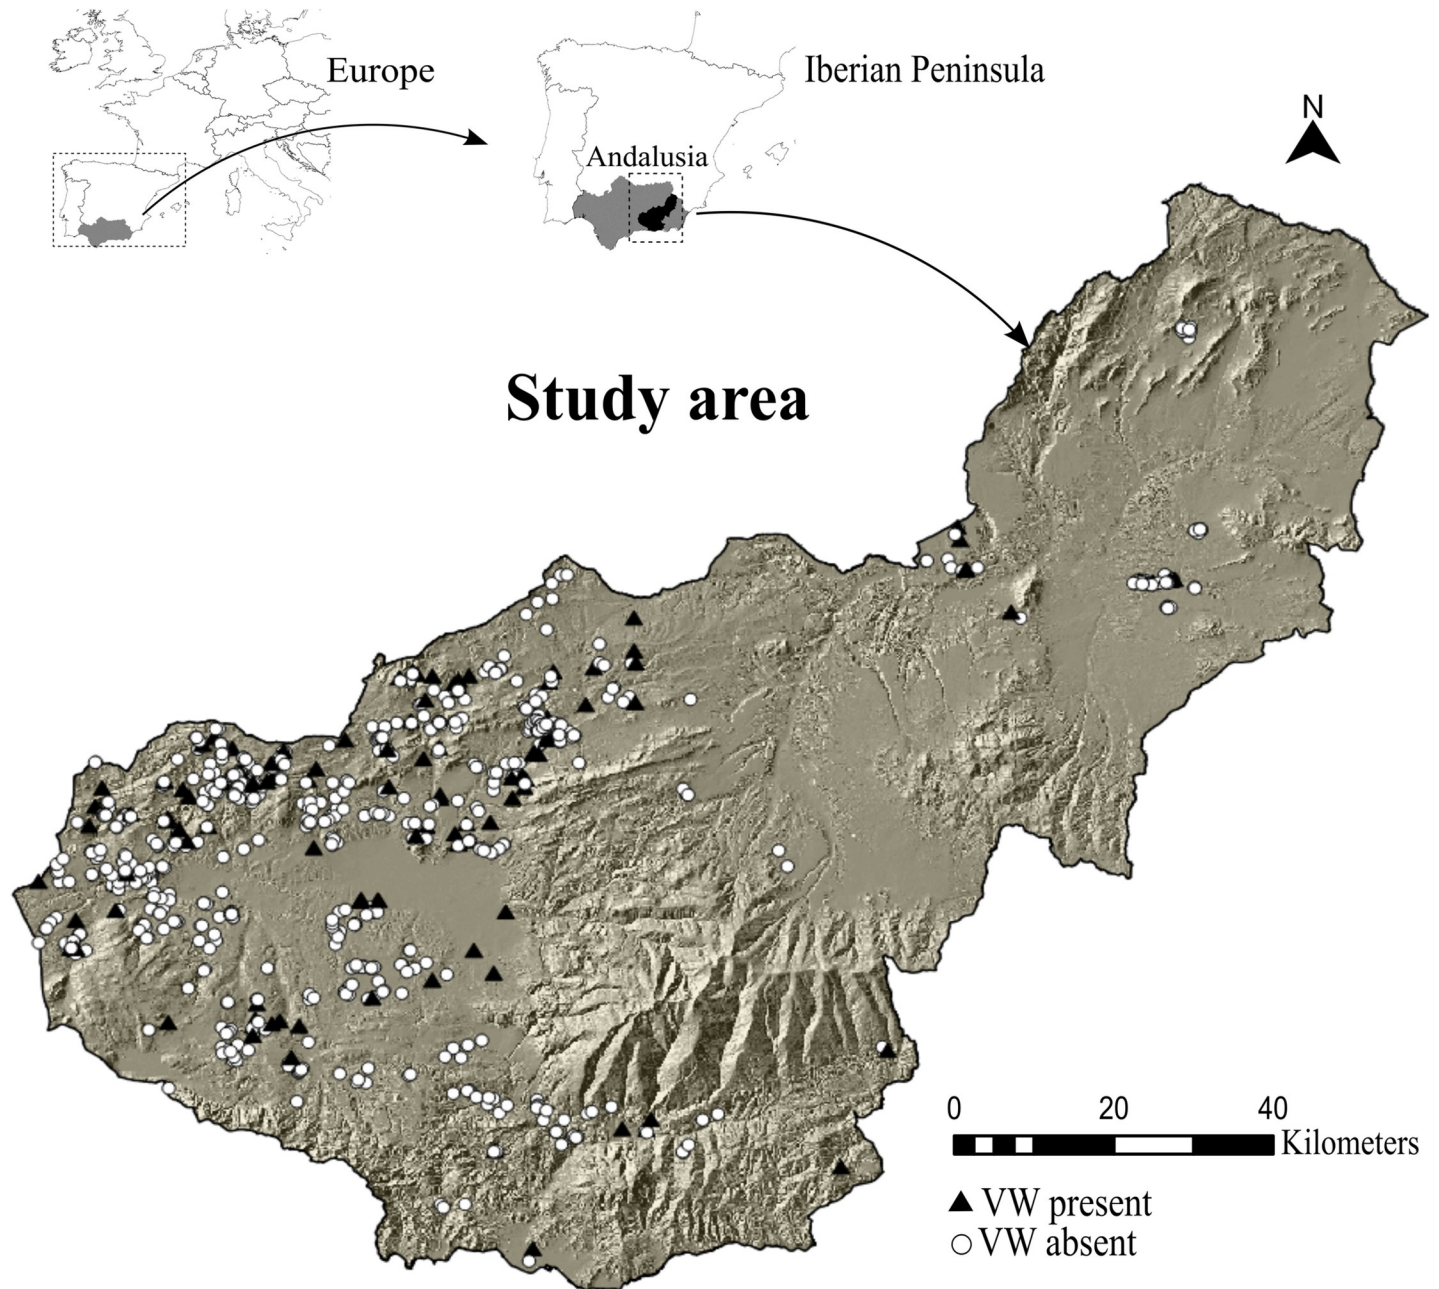 Europe
Iberian Peninsula
N
Andalusia
Study area
0 20 40
Kilometers
VW present
VW absent